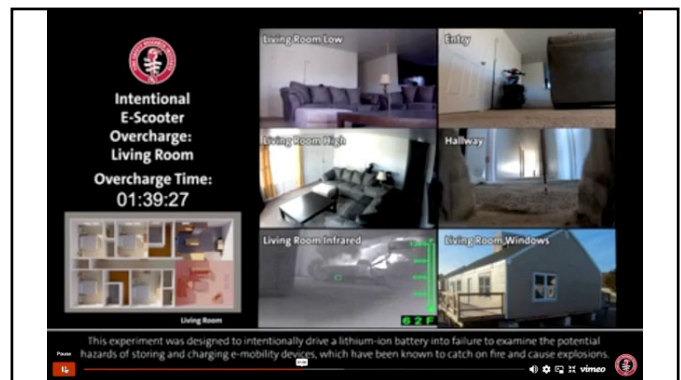 Intentional
E-Scooter
Overcharge:
Living Room
Overcharge Time:
01:39:27
Living Room
Living Room Low
Entry
Living Room High
Hallway
Living Room Infrared
62F
Living Room Windows
This experiment was designed to intentionally drive a lithium-ion battery into failure to examine the potential
hazards of storing and charging e-mobility devices, which have been known to catch on fire and cause explosions.
Pause
vimeo